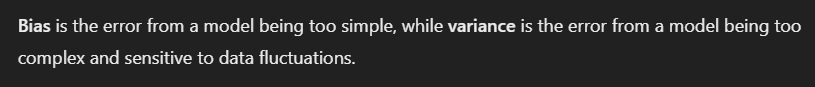 Bias is the error from a model being too simple, while variance is the error from a model being too
complex and sensitive to data fluctuations.